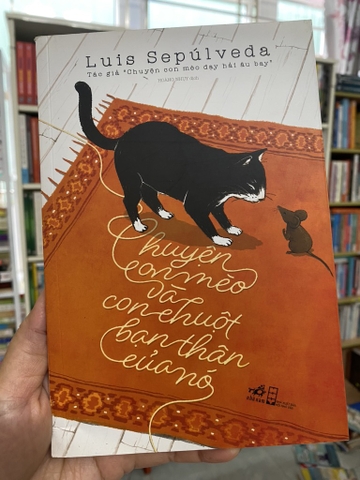 Luis Sepúlveda
Tác giả "Chuyện con mèo dạy hải âu bay"
Chuyện
con mèo
và
con chuột
bạn thân
của nó